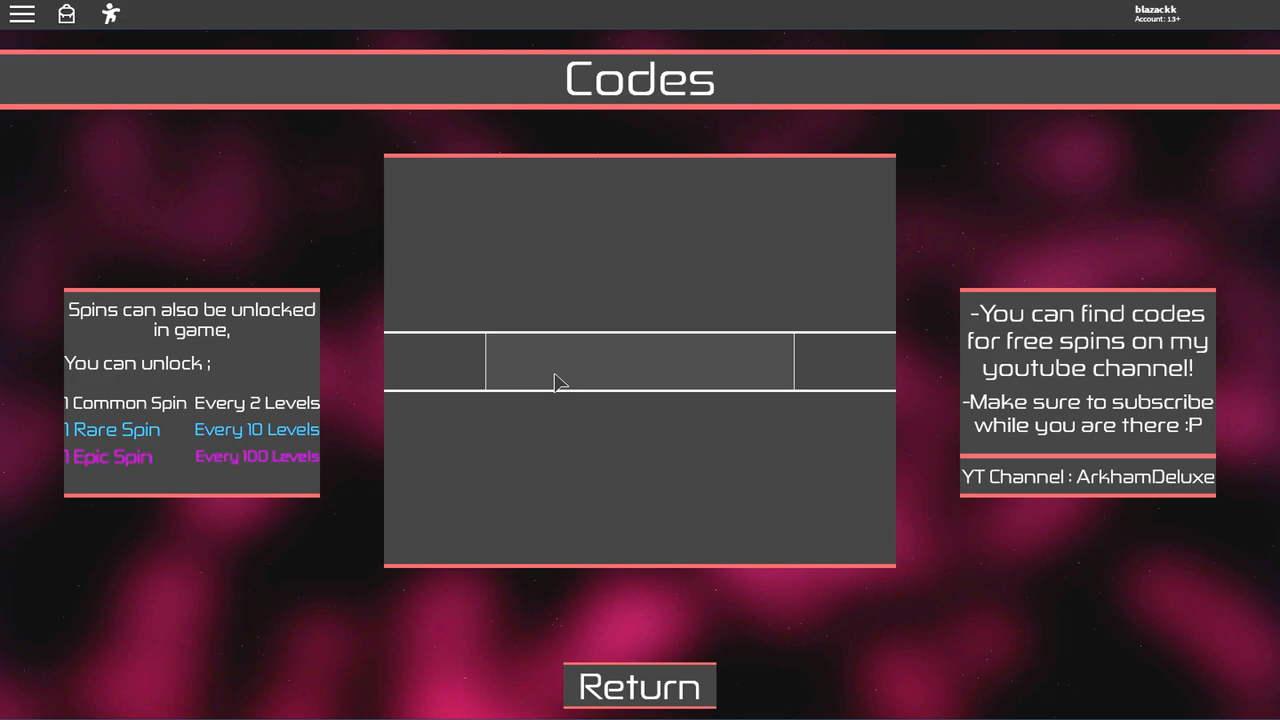 blazackk
Account: 13+
Codes
Spins can also be unlocked
in game,
You can unlock ;
1 Common Spin Every 2 Levels
1 Rare Spin Every 10 Levels
1 Epic Spin Every 100 Levels
-You can find codes
for free spins on my
youtube channel!
-Make sure to subscribe
while you are there :P
YT Channel : ArkhamDeluxe
Return